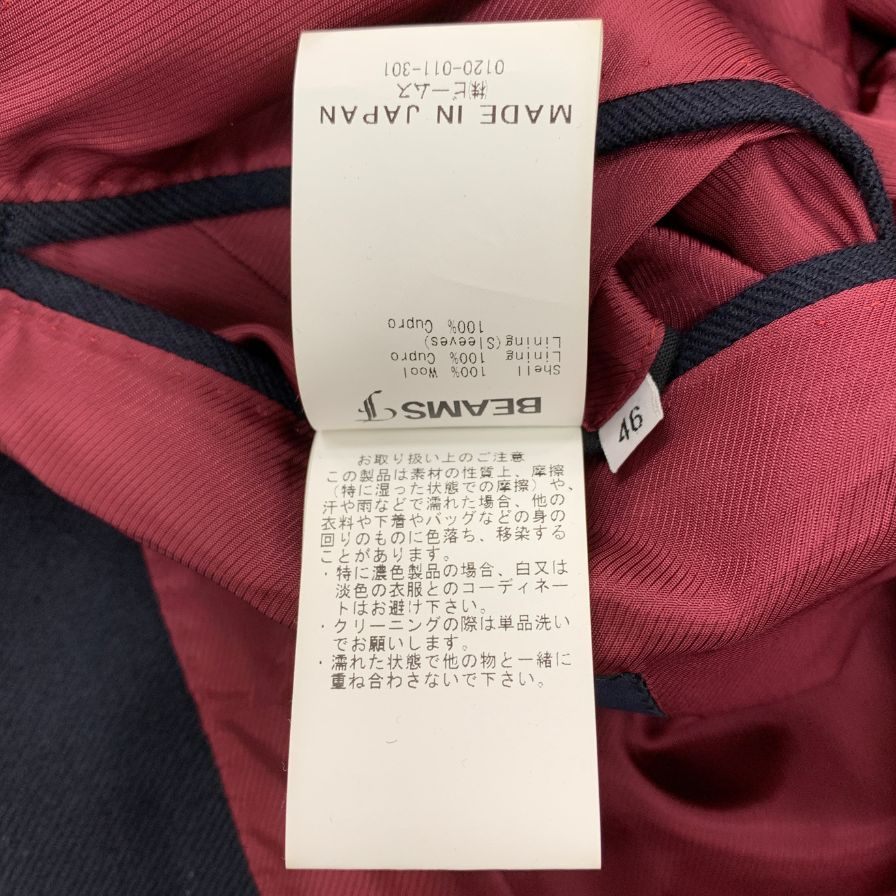 BEAMS F
Shell 100% Wool
Lining 100% Cupro
Lining(Sleeves)
100% Cupro
MADE IN JAPAN
㈱ビームス
0120-011-301
46
お取り扱い上のご注意
この製品は素材の性質上、摩擦
(特に湿った状態での摩擦)や、
汗や雨などで濡れた場合、他の
衣料や下着やバッグなどの身の
回りのものに色落ち、移染する
ことがあります。
・特に濃色製品の場合、白又は
淡色の衣服とのコーディネー
トはお避け下さい。
・クリーニングの際は単品洗い
でお願いします。
・濡れた状態で他の物と一緒に
重ね合わさないで下さい。